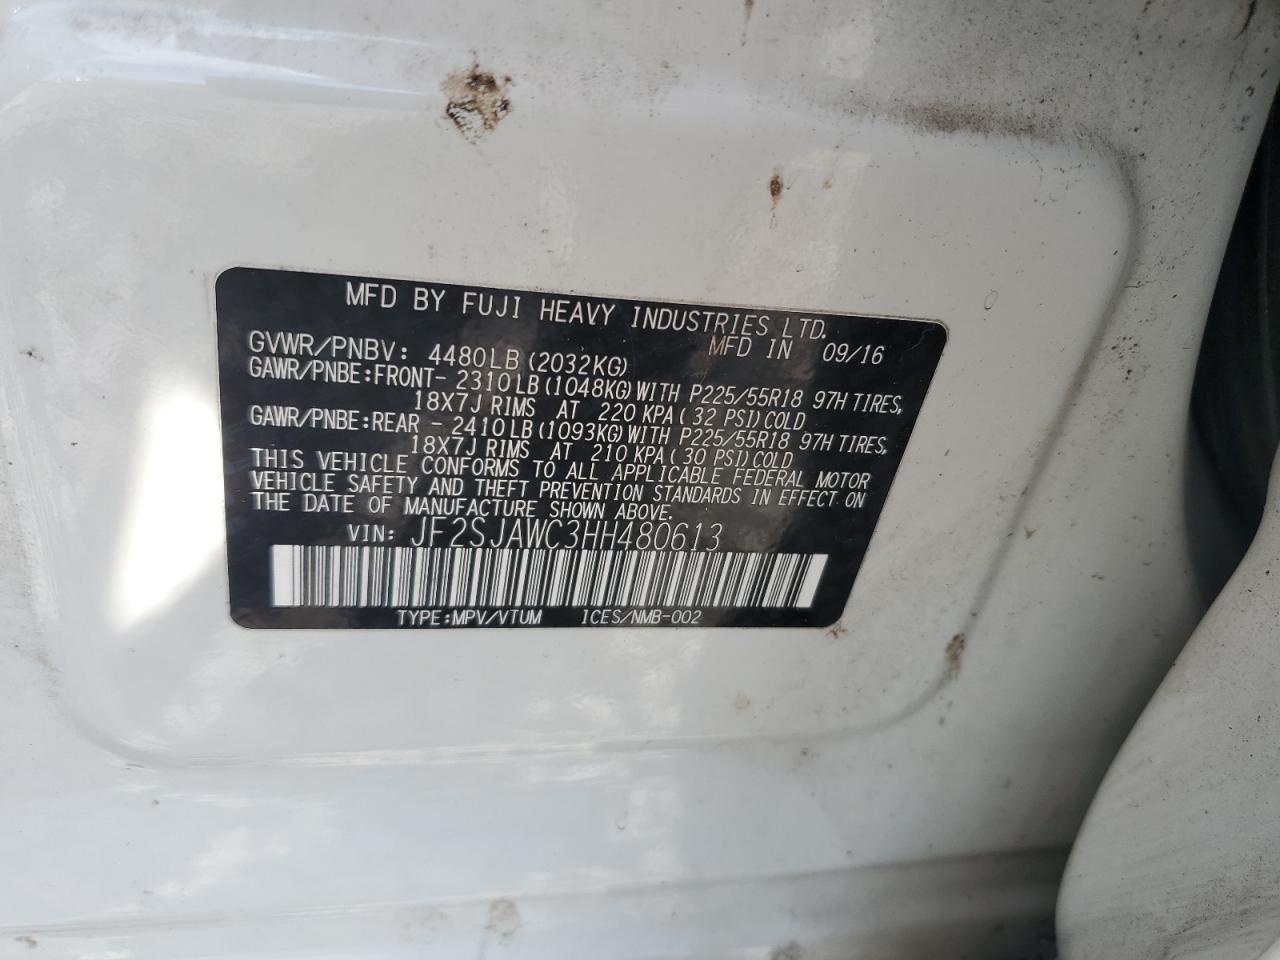 MFD BY FUJI HEAVY INDUSTRIES LTD.
MFD IN 09/16
GVWR/PNBV: 4480LB (2032KG)
GAWR/PNBE:FRONT- 2310LB (1048KG) WITH P225/55R18 97H TIRES,
18X7J RIMS AT 220 KPA( 32 PSI) COLD
GAWR/PNBE:REAR - 2410LB (1093KG) WITH P225/55R18 97H TIRES,
18X7J RIMS AT 210 KPA( 30 PSI) COLD
THIS VEHICLE CONFORMS TO ALL APPLICABLE FEDERAL MOTOR
VEHICLE SAFETY AND THEFT PREVENTION STANDARDS IN EFFECT ON
THE DATE OF MANUFACTURE SHOWN ABOVE.
VIN: JF2SJAWC3HH480613
TYPE:MPV/VTUM ICES/NMB-002